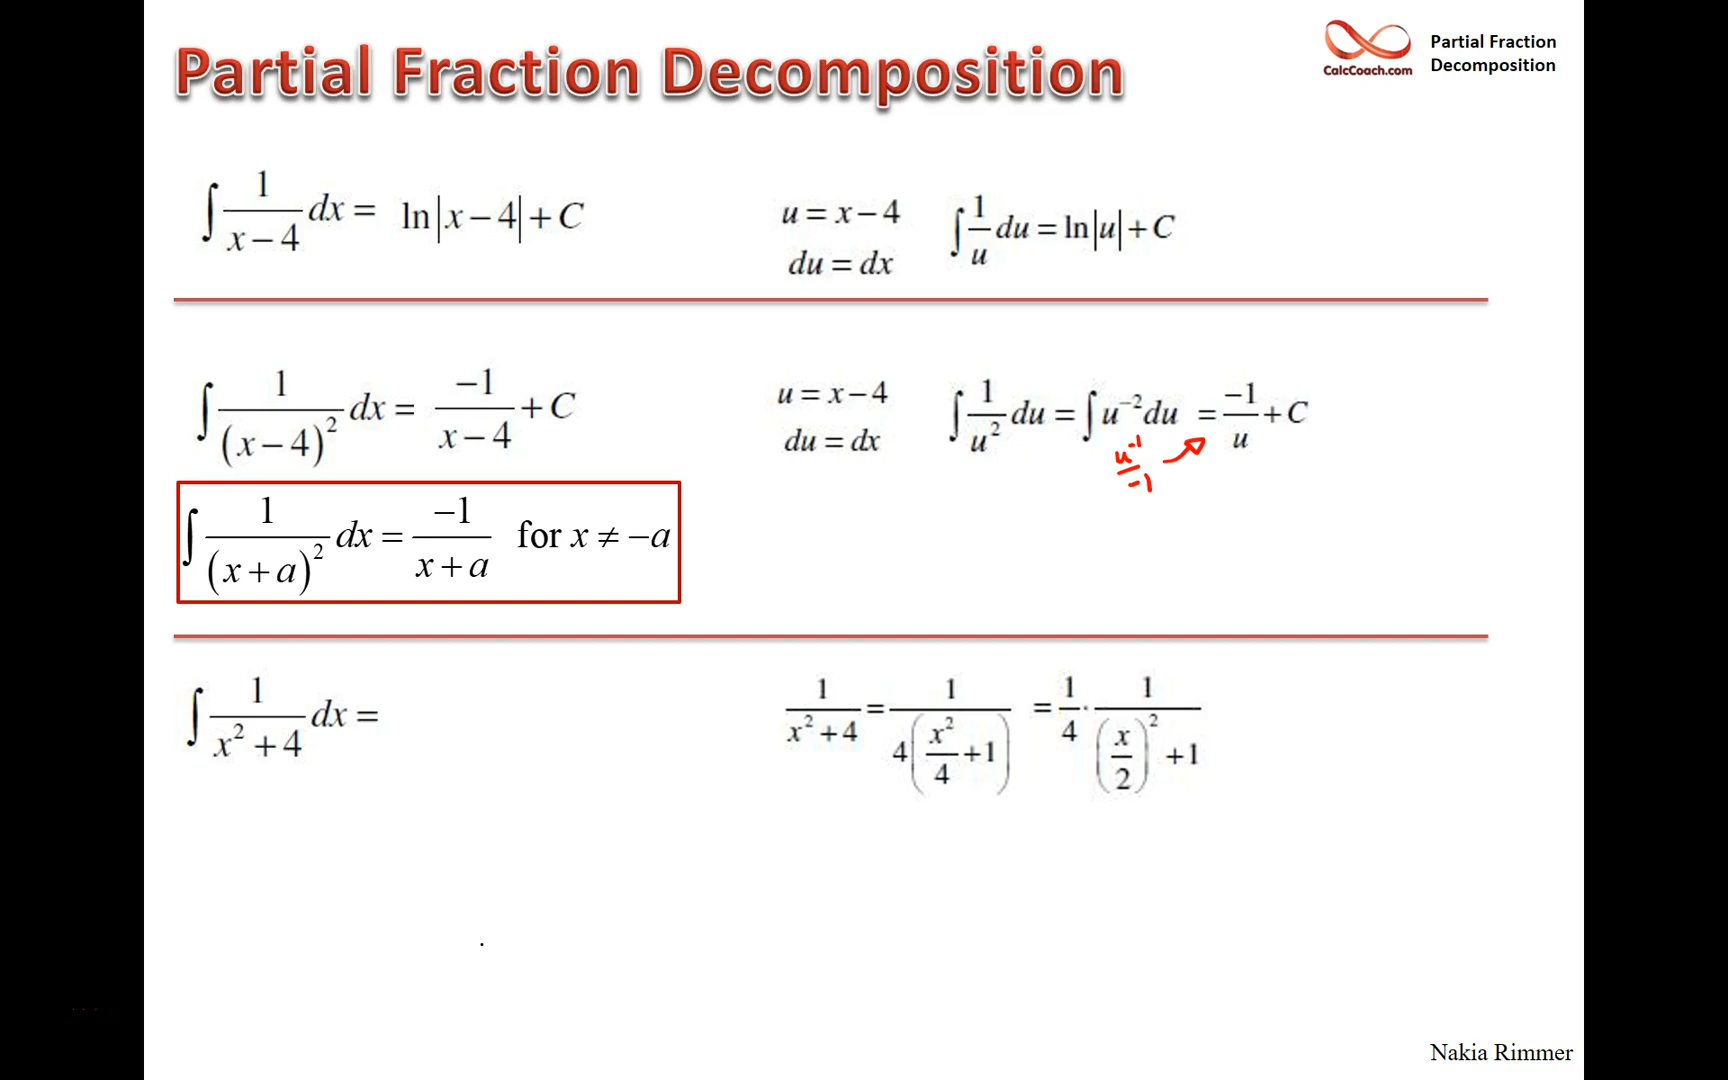 Partial Fraction Decomposition
CalcCoach.com
Partial Fraction
Decomposition
∫ 1/(x−4) dx = ln|x−4|+C
u = x−4
du = dx
∫ 1/u du = ln|u|+C
∫ 1/(x−4)² dx = −1/(x−4) + C
u = x−4
du = dx
∫ 1/u² du = ∫ u⁻² du = −1/u + C
u⁻¹/−1
∫ 1/(x+a)² dx = −1/(x+a) for x ≠ −a
∫ 1/(x²+4) dx =
1/(x²+4) = 1/(4(x²/4+1)) = 1/4 · 1/((x/2)²+1)
Nakia Rimmer